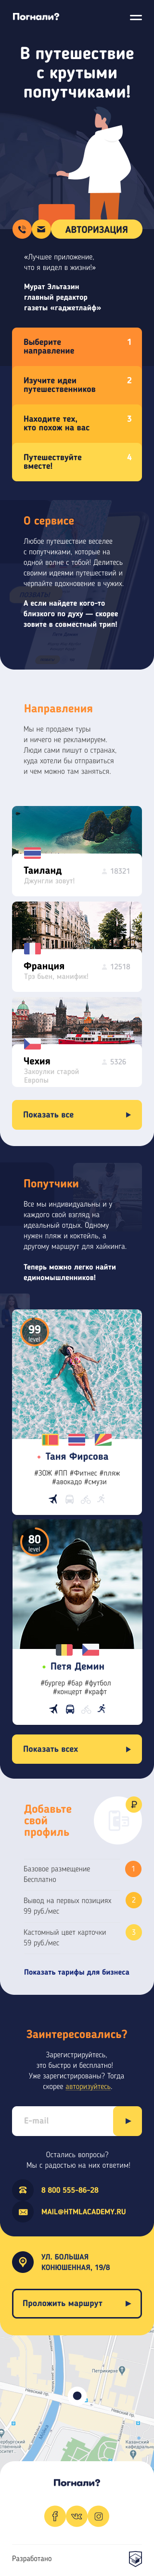 Погнали?
В путешествие
с крутыми
попутчиками!
АВТОРИЗАЦИЯ
«Лучшее приложение,
что я видел в жизни!»
Мурат Эльтазин
главный редактор
газеты «гаджетлайф»
Выберите
направление
1
Изучите идеи
путешественников
2
Находите тех,
кто похож на вас
3
Путешествуйте
вместе!
4
О сервисе
Любое путешествие веселее
с попутчиками, которые на
одной волне с тобой! Делитесь
своими идеями путешествий и
черпайте вдохновение в чужих.
А если найдете кого-то
близкого по духу — скорее
зовите в совместный трип!
Направления
Мы не продаем туры
и ничего не рекламируем.
Люди сами пишут о странах,
куда хотели бы отправиться
и чем можно там заняться.
Таиланд
18321
Джунгли зовут!
Франция
12518
Трэ бьен, манифик!
Чехия
5326
Закоулки старой
Европы
Показать все
Попутчики
Все мы индивидуальны и у
каждого свой взгляд на
идеальный отдых. Одному
нужен пляж и коктейль, а
другому маршрут для хайкинга.
Теперь можно легко найти
единомышленников!
99
level
Таня Фирсова
#ЗОЖ #ПП #Фитнес #пляж
#авокадо #смузи
80
level
Петя Демин
#бургер #бар #футбол
#концерт #крафт
Показать всех
Добавьте
свой
профиль
₽
Базовое размещение
Бесплатно
1
Вывод на первых позициях
99 руб./мес
2
Кастомный цвет карточки
59 руб./мес
3
Показать тарифы для бизнеса
Заинтересовались?
Зарегистрируйтесь,
это быстро и бесплатно!
Уже зарегистрированы? Тогда
скорее авторизуйтесь.
E-mail
Остались вопросы?
Мы с радостью на них ответим!
8 800 555-86-28
MAIL@HTMLACADEMY.RU
УЛ. БОЛЬШАЯ
КОНЮШЕННАЯ, 19/8
Проложить маршрут
Погнали?
Разработано